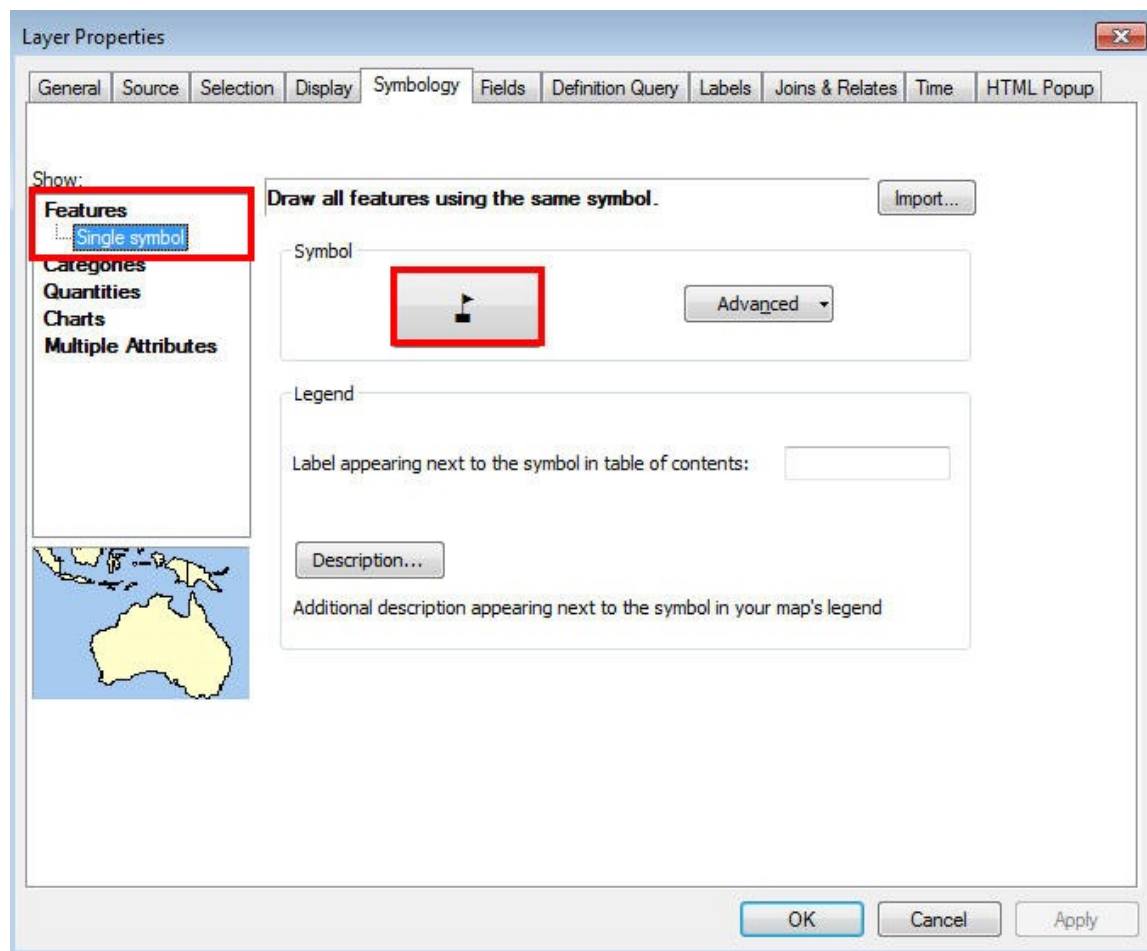 Layer Properties
General Source Selection Display Symbology Fields Definition Query Labels Joins & Relates Time HTML Popup
Show:
Features
Single symbol
Categories
Quantities
Charts
Multiple Attributes
Draw all features using the same symbol.
Import...
Symbol
Advanced
Legend
Label appearing next to the symbol in table of contents:
Description...
Additional description appearing next to the symbol in your map's legend
OK Cancel Apply